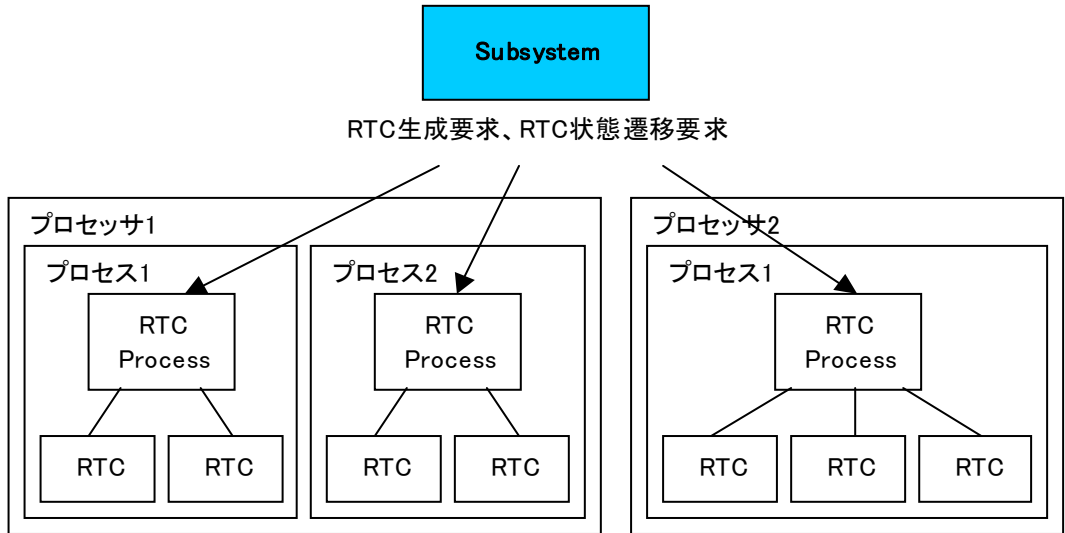 Subsystem
RTC生成要求、RTC状態遷移要求
プロセッサ1
プロセッサ2
プロセス1
プロセス2
プロセス1
RTC
Process
RTC
Process
RTC
Process
RTC
RTC
RTC
RTC
RTC
RTC
RTC